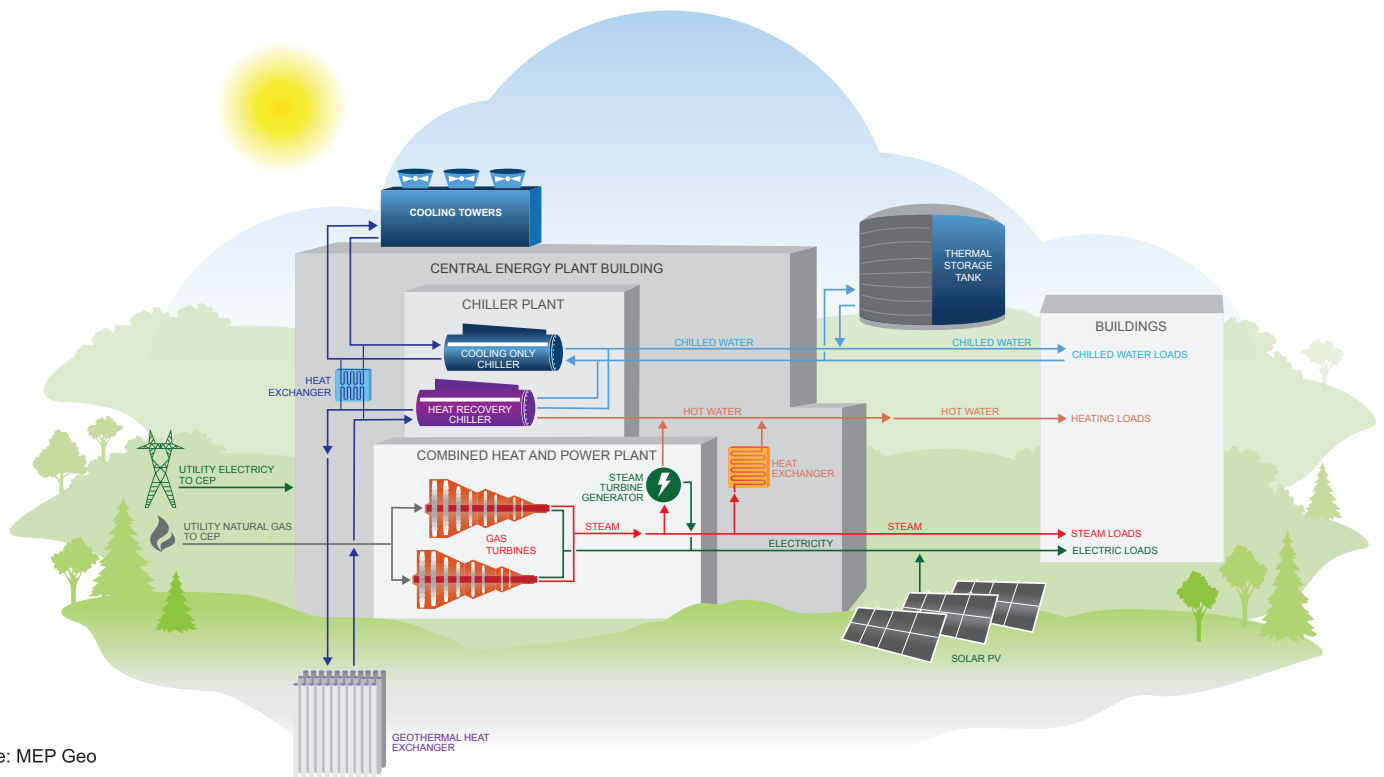 COOLING TOWERS
CENTRAL ENERGY PLANT BUILDING
CHILLER PLANT
THERMAL
STORAGE
TANK
BUILDINGS
COOLING ONLY
CHILLER
CHILLED WATER
CHILLED WATER
CHILLED WATER LOADS
HEAT
EXCHANGER
HEAT RECOVERY
CHILLER
HOT WATER
HOT WATER
HEATING LOADS
COMBINED HEAT AND POWER PLANT
UTILITY ELECTRICY
TO CEP
STEAM
TURBINE
GENERATOR
HEAT
EXCHANGER
UTILITY NATURAL GAS
TO CEP
GAS
TURBINES
STEAM
STEAM
STEAM LOADS
ELECTRICITY
ELECTRIC LOADS
SOLAR PV
GEOTHERMAL HEAT
EXCHANGER
e: MEP Geo